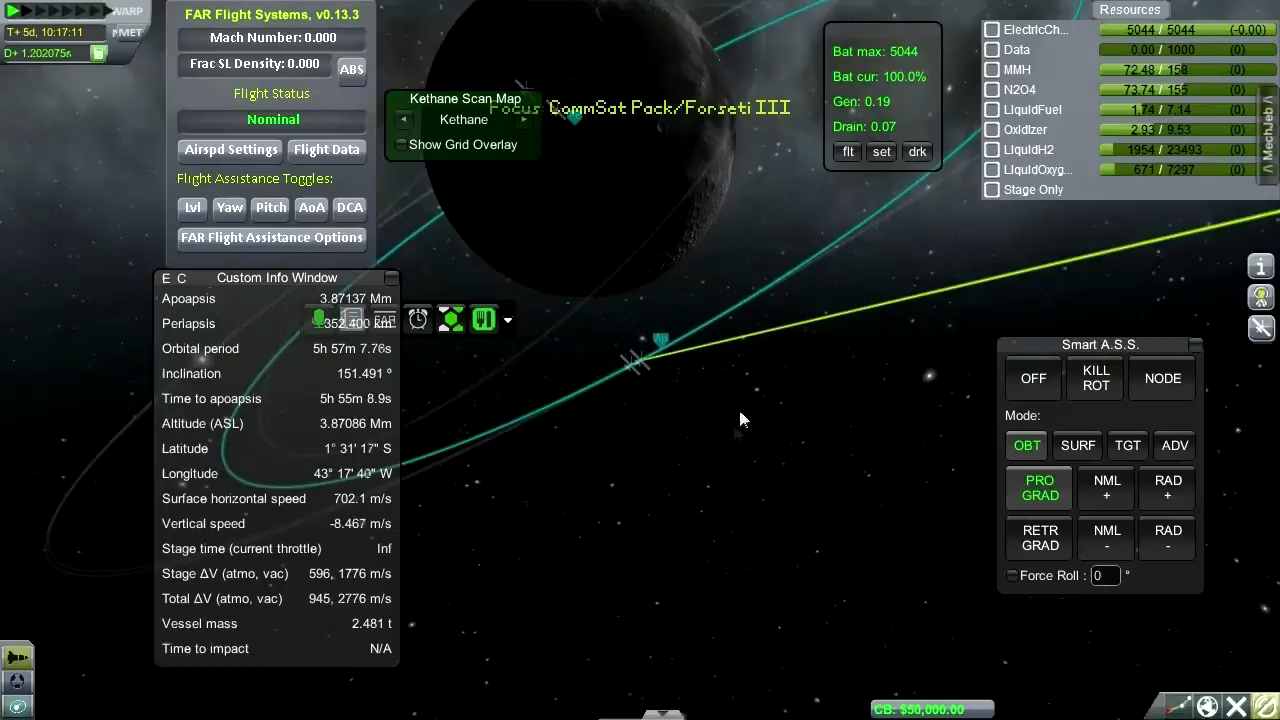 WARP
T+ 5d, 10:17:11
MET
D+ 1.202075s
FAR Flight Systems, v0.13.3
Mach Number: 0.000
Frac SL Density: 0.000
ABS
Flight Status
Nominal
Airspd Settings
Flight Data
Flight Assistance Toggles:
Lvl
Yaw
Pitch
AoA
DCA
FAR Flight Assistance Options
Kethane Scan Map
Kethane
Show Grid Overlay
Focus: CommSat Pack/Forseti III
Bat max: 5044
Bat cur: 100.0%
Gen: 0.19
Drain: 0.07
flt
set
drk
Resources
ElectricCh... 5044 / 5044 (-0.00)
Data 0.00 / 1000 (0)
MMH 72.48 / 158 (0)
N2O4 73.74 / 155 (0)
LiquidFuel 1.74 / 7.14 (0)
Oxidizer 2.93 / 9.53 (0)
LiquidH2 1954 / 23493 (0)
LiquidOxyg... 671 / 7297 (0)
Stage Only
MechJeb
E C Custom Info Window
Apoapsis 3.87137 Mm
Periapsis 352.400 km
Orbital period 5h 57m 7.76s
Inclination 151.491 º
Time to apoapsis 5h 55m 8.9s
Altitude (ASL) 3.87086 Mm
Latitude 1° 31' 17" S
Longitude 43° 17' 40" W
Surface horizontal speed 702.1 m/s
Vertical speed -8.467 m/s
Stage time (current throttle) Inf
Stage ΔV (atmo, vac) 596, 1776 m/s
Total ΔV (atmo, vac) 945, 2776 m/s
Vessel mass 2.481 t
Time to impact N/A
FAR
Smart A.S.S.
OFF
KILL ROT
NODE
Mode:
OBT
SURF
TGT
ADV
PRO GRAD
NML +
RAD +
RETR GRAD
NML -
RAD -
Force Roll : 0 °
CB: $50,000.00